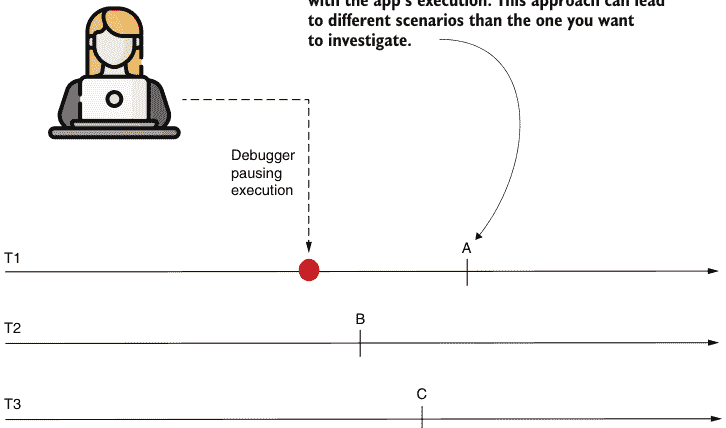 with the app's execution. This approach can lead
to different scenarios than the one you want
to investigate.
Debugger
pausing
execution
A
T1
B
T2
C
T3